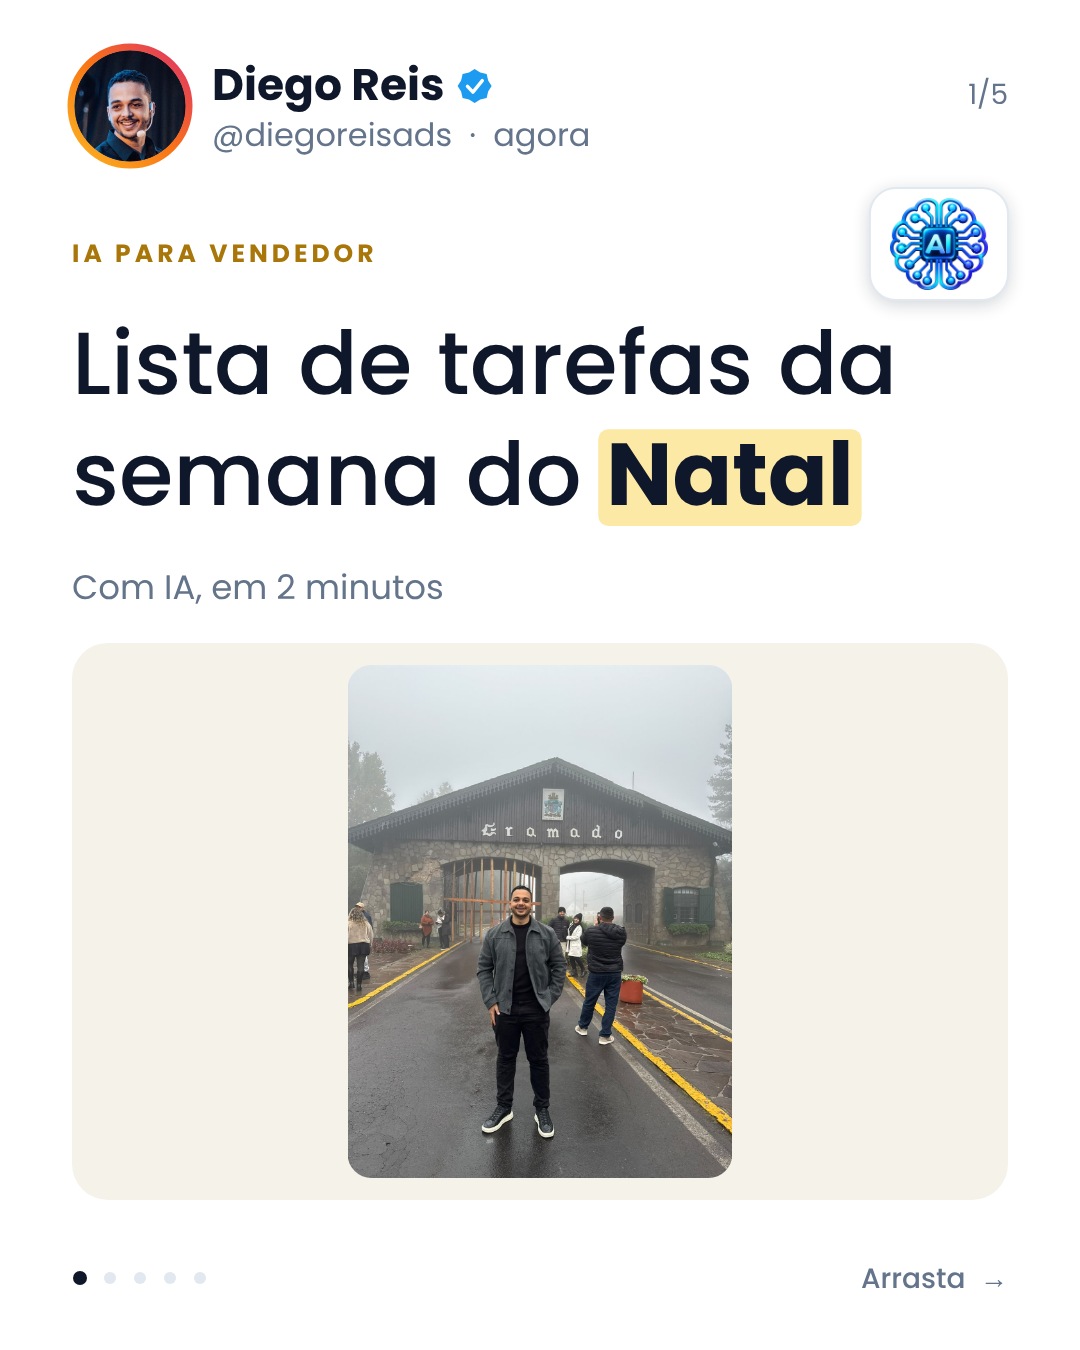 Diego Reis
@diegoreisads · agora
1/5
AI
IA PARA VENDEDOR
Lista de tarefas da
semana do Natal
Com IA, em 2 minutos
Gramado
Arrasta →